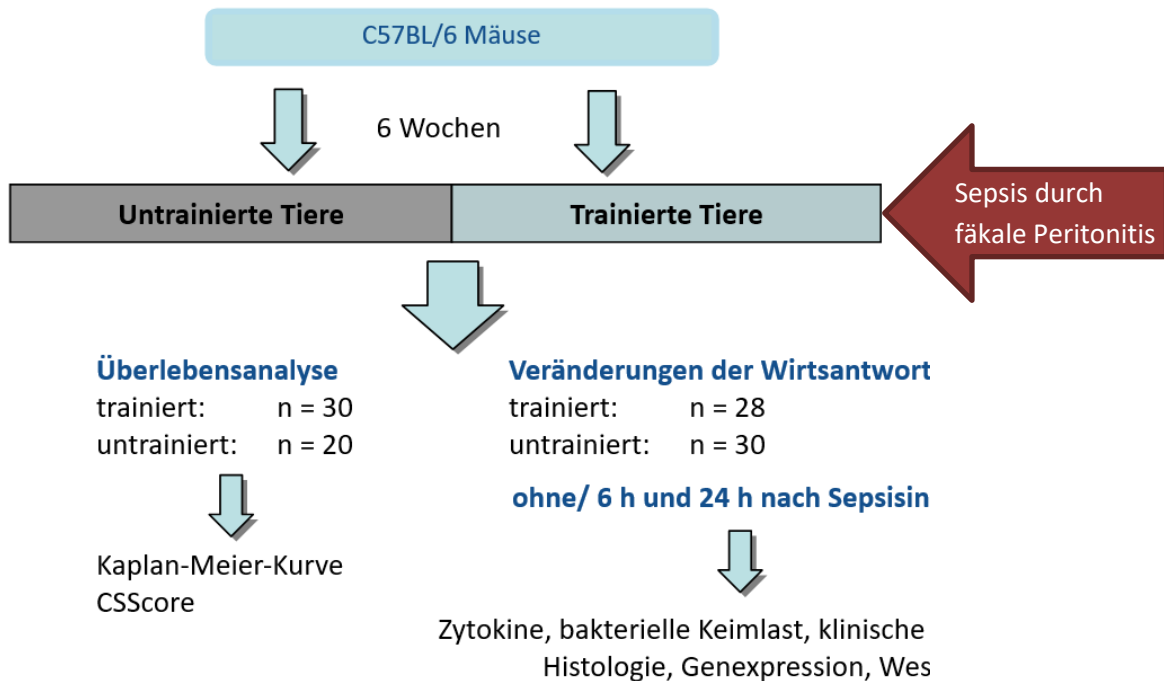 C57BL/6 Mäuse
6 Wochen
Untrainierte Tiere
Trainierte Tiere
Sepsis durch
fäkale Peritonitis
Überlebensanalyse
trainiert: n = 30
untrainiert: n = 20
Kaplan-Meier-Kurve
CSScore
Veränderungen der Wirtsantwort
trainiert: n = 28
untrainiert: n = 30
ohne/ 6 h und 24 h nach Sepsisin
Zytokine, bakterielle Keimlast, klinische
Histologie, Genexpression, Wes